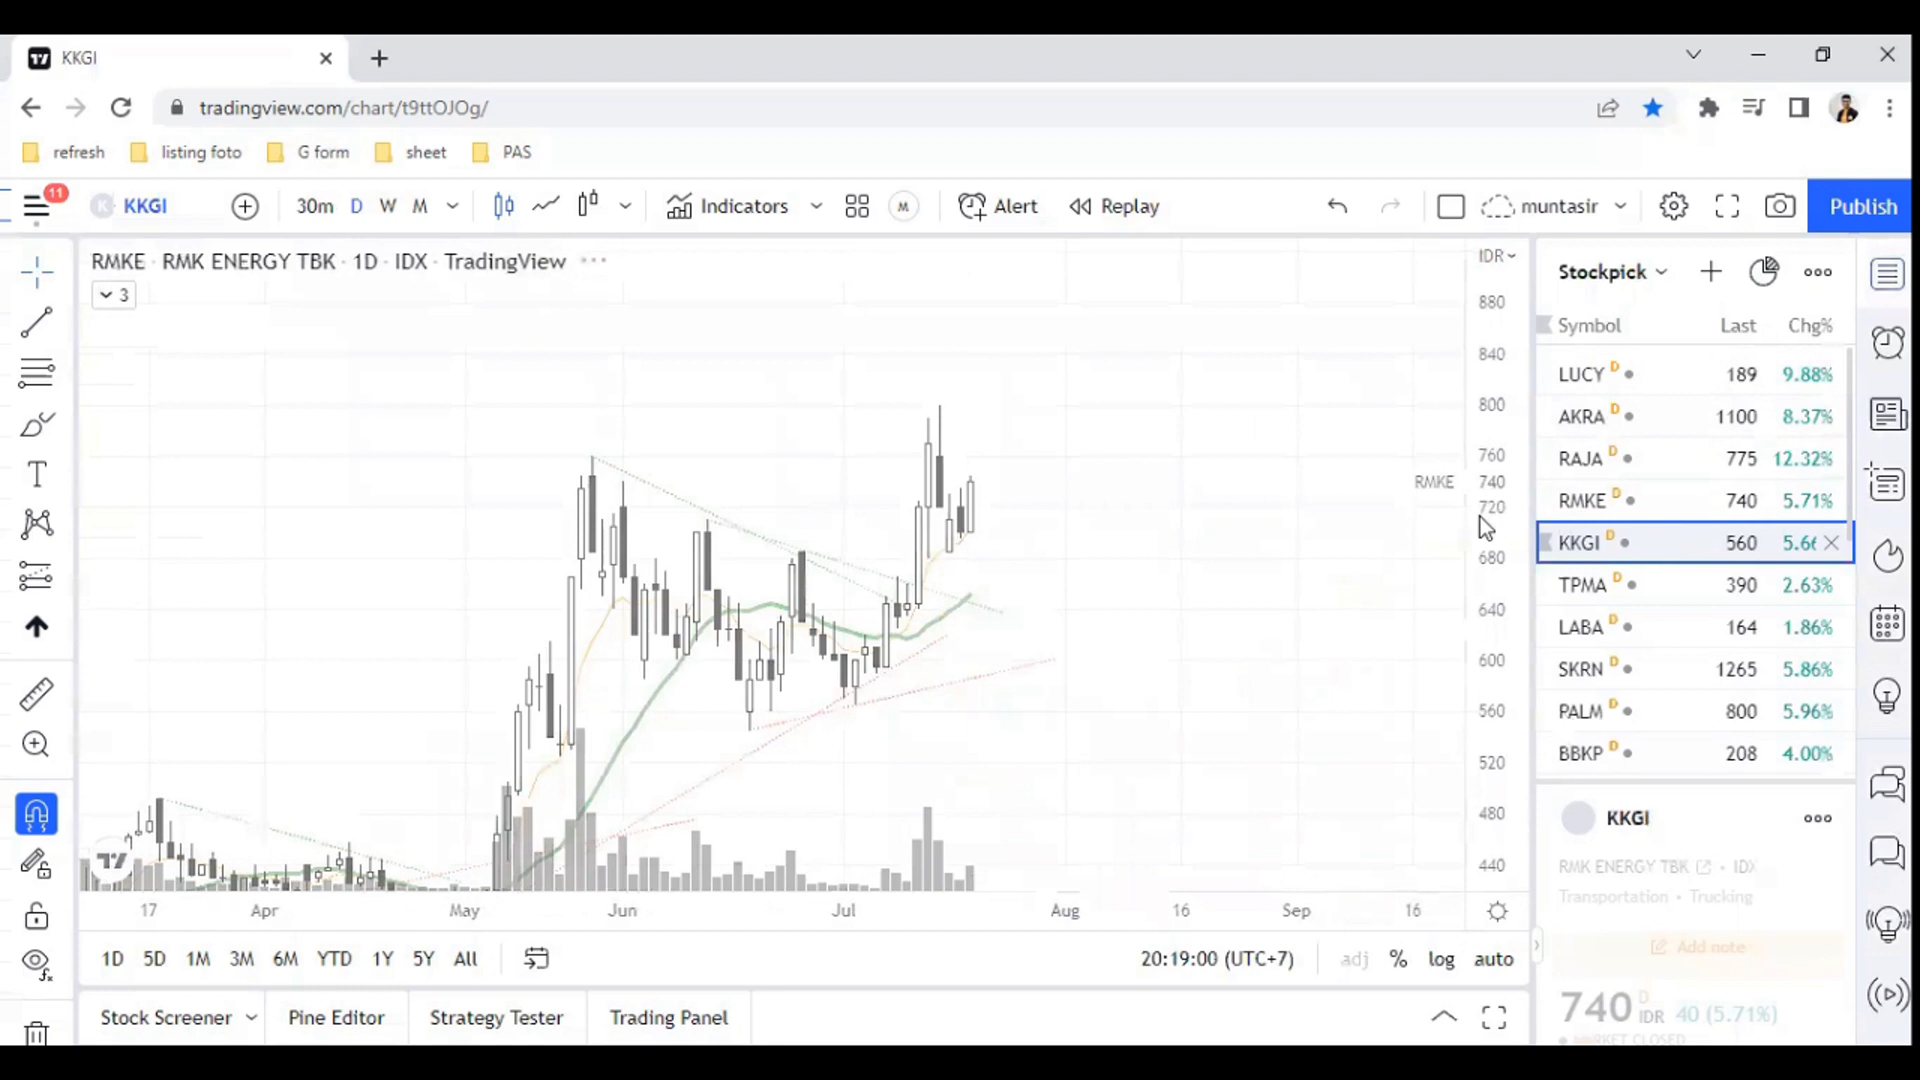 KKGI
tradingview.com/chart/t9ttOJOg/
refresh listing foto G form sheet PAS
11
KKGI 30m D W M Indicators M Alert Replay muntasir Publish
RMKE · RMK ENERGY TBK · 1D · IDX · TradingView
3
IDR
880
840
800
760
RMKE 740
720
680
640
600
560
520
480
440
17 Apr May Jun Jul Aug 16 Sep 16
1D 5D 1M 3M 6M YTD 1Y 5Y All
20:19:00 (UTC+7) adj % log auto
Stock Screener Pine Editor Strategy Tester Trading Panel
Stockpick
Symbol Last Chg%
LUCY D 189 9.88%
AKRA D 1100 8.37%
RAJA D 775 12.32%
RMKE D 740 5.71%
KKGI D 560 5.66
TPMA D 390 2.63%
LABA D 164 1.86%
SKRN D 1265 5.86%
PALM D 800 5.96%
BBKP D 208 4.00%
KKGI
RMK ENERGY TBK • IDX
Transportation • Trucking
Add note
740 D IDR 40 (5.71%)
MARKET CLOSED